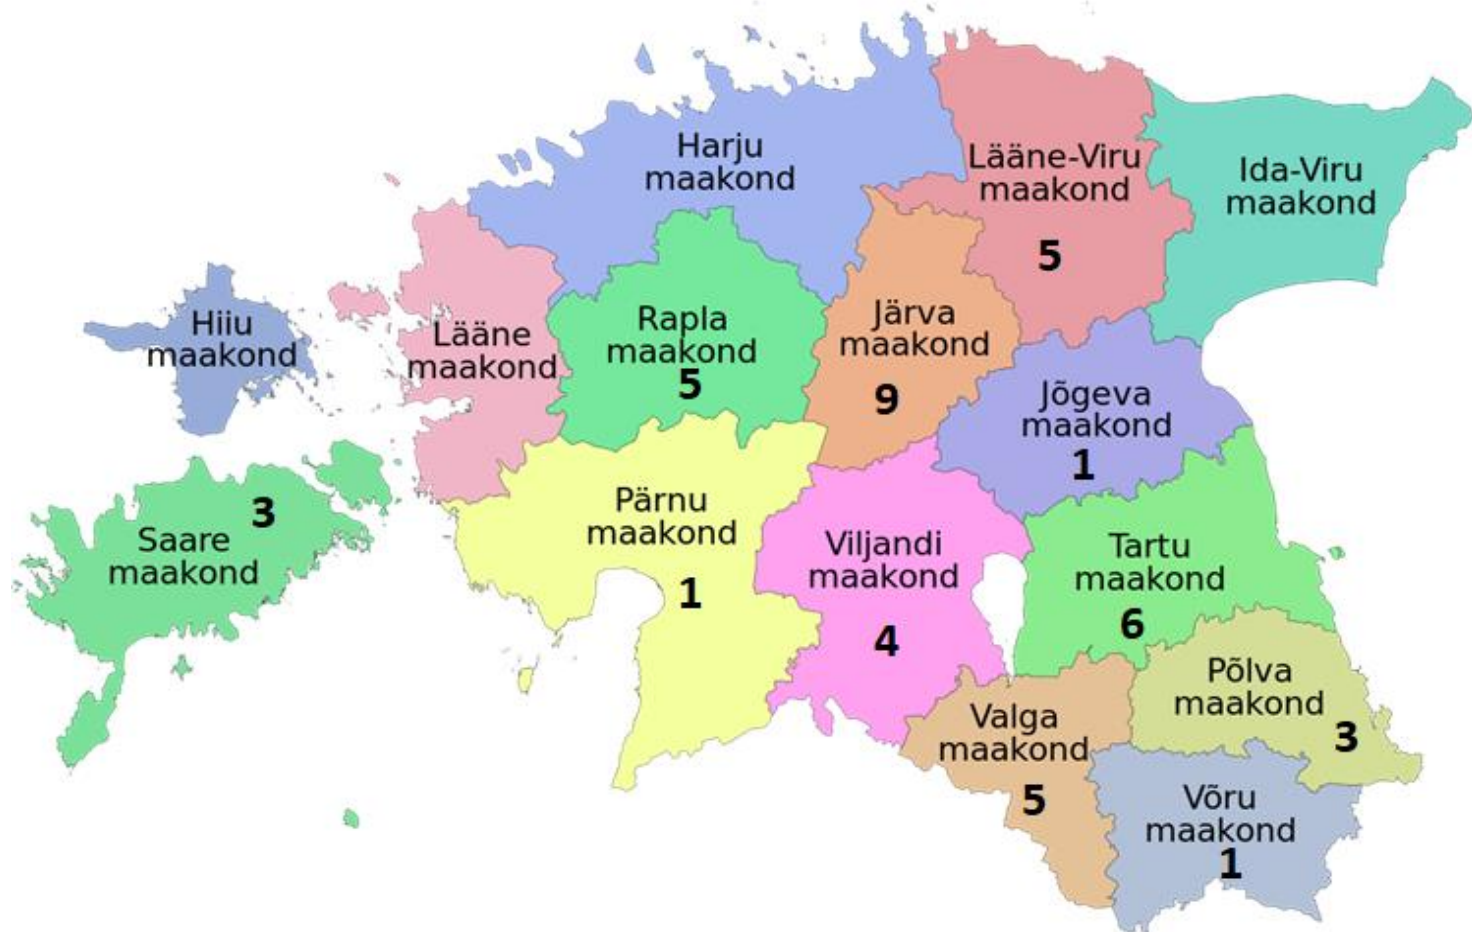 Harju
maakond
Lääne-Viru
maakond
5
Ida-Viru
maakond
Hiiu
maakond
Lääne
maakond
Rapla
maakond
5
Järva
maakond
9
Jõgeva
maakond
1
Saare
maakond
3
Pärnu
maakond
1
Viljandi
maakond
4
Tartu
maakond
6
Põlva
maakond
3
Valga
maakond
5
Võru
maakond
1